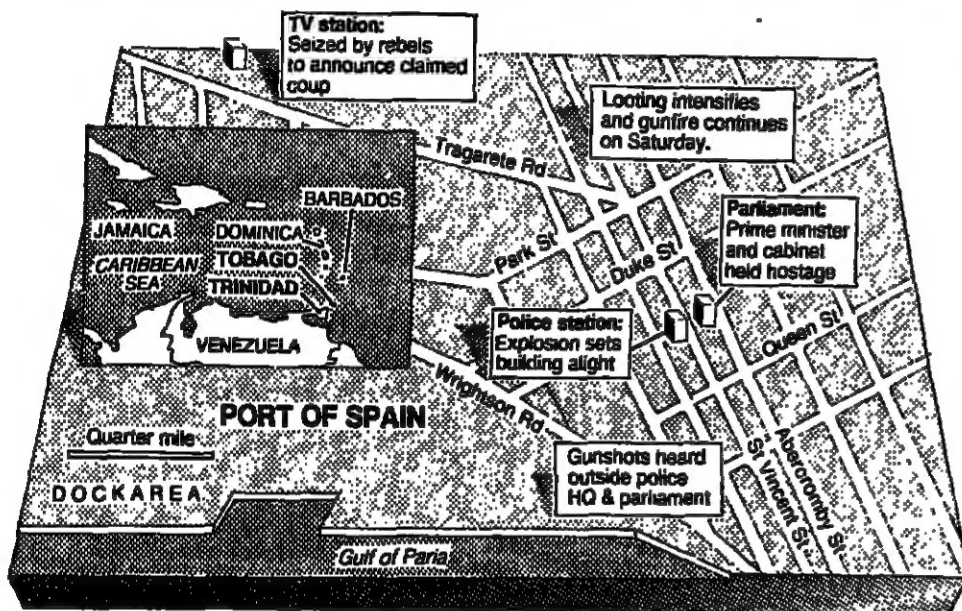 TV station:
Seized by rebels
to announce claimed
coup
Looting intensifies
and gunfire continues
on Saturday.
Tragarete Rd
BARBADOS
JAMAICA
DOMINICA
CARIBBEAN
SEA
TOBAGO
TRINIDAD
VENEZUELA
Park St
Duke St
Parliament:
Prime minister
and cabinet
held hostage
Police station:
Explosion sets
building alight
Queen St
Wrightson Rd
PORT OF SPAIN
Quarter mile
DOCK AREA
Gunshots heard
outside police
HQ & parliament
St Vincent St
Abercromby St
Gulf of Paria